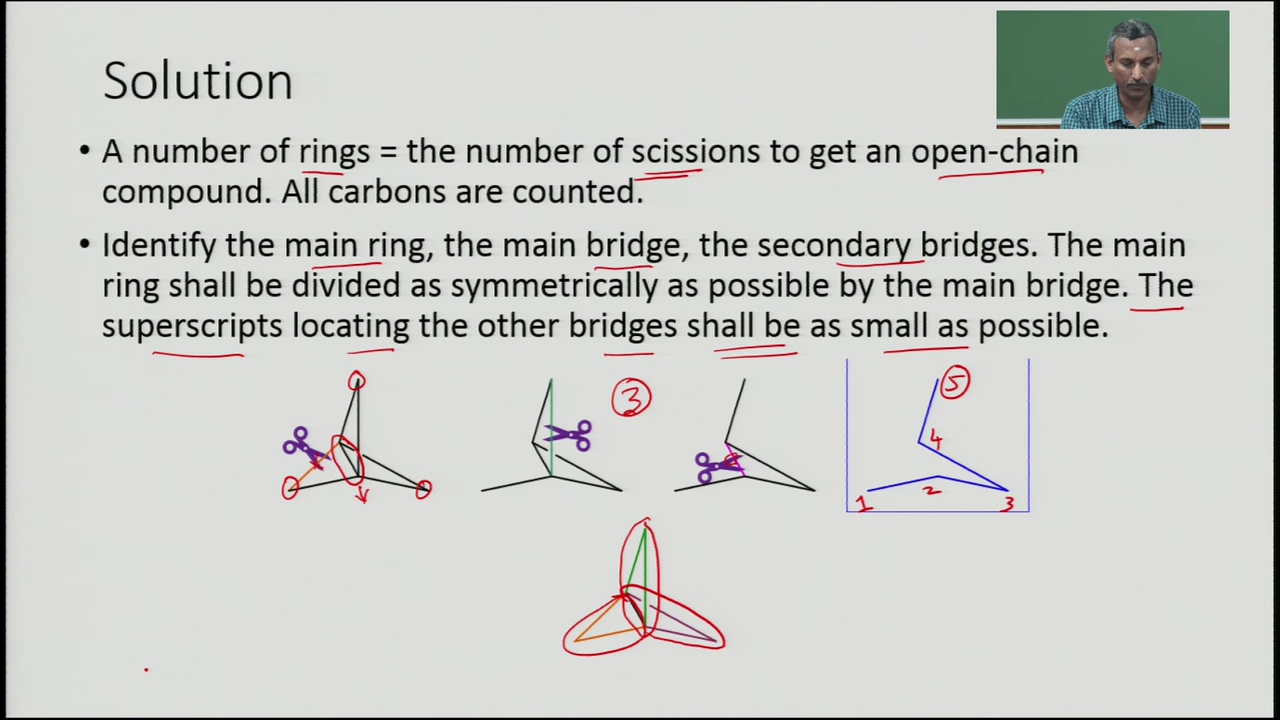 Solution
• A number of rings = the number of scissions to get an open-chain
compound. All carbons are counted.
• Identify the main ring, the main bridge, the secondary bridges. The main
ring shall be divided as symmetrically as possible by the main bridge. The
superscripts locating the other bridges shall be as small as possible.
3
5
4
1 2 3